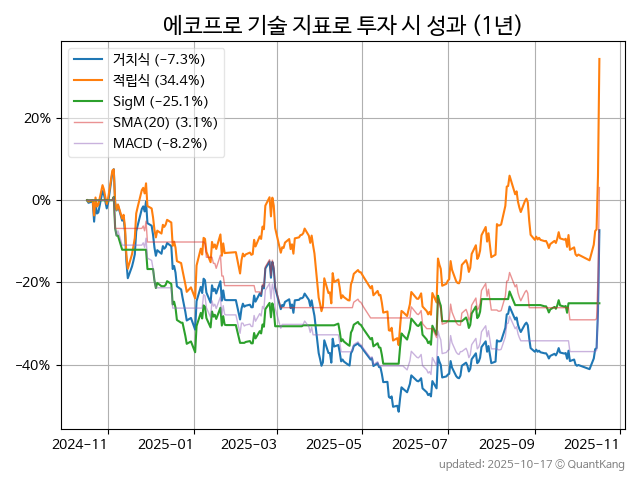 에코프로 기술 지표로 투자 시 성과 (1년)
거치식 (−7.3%)
적립식 (34.4%)
SigM (−25.1%)
SMA(20) (3.1%)
MACD (−8.2%)
20%
0%
−20%
−40%
2024-11 2025-01 2025-03 2025-05 2025-07 2025-09 2025-11
updated: 2025-10-17 © QuantKang